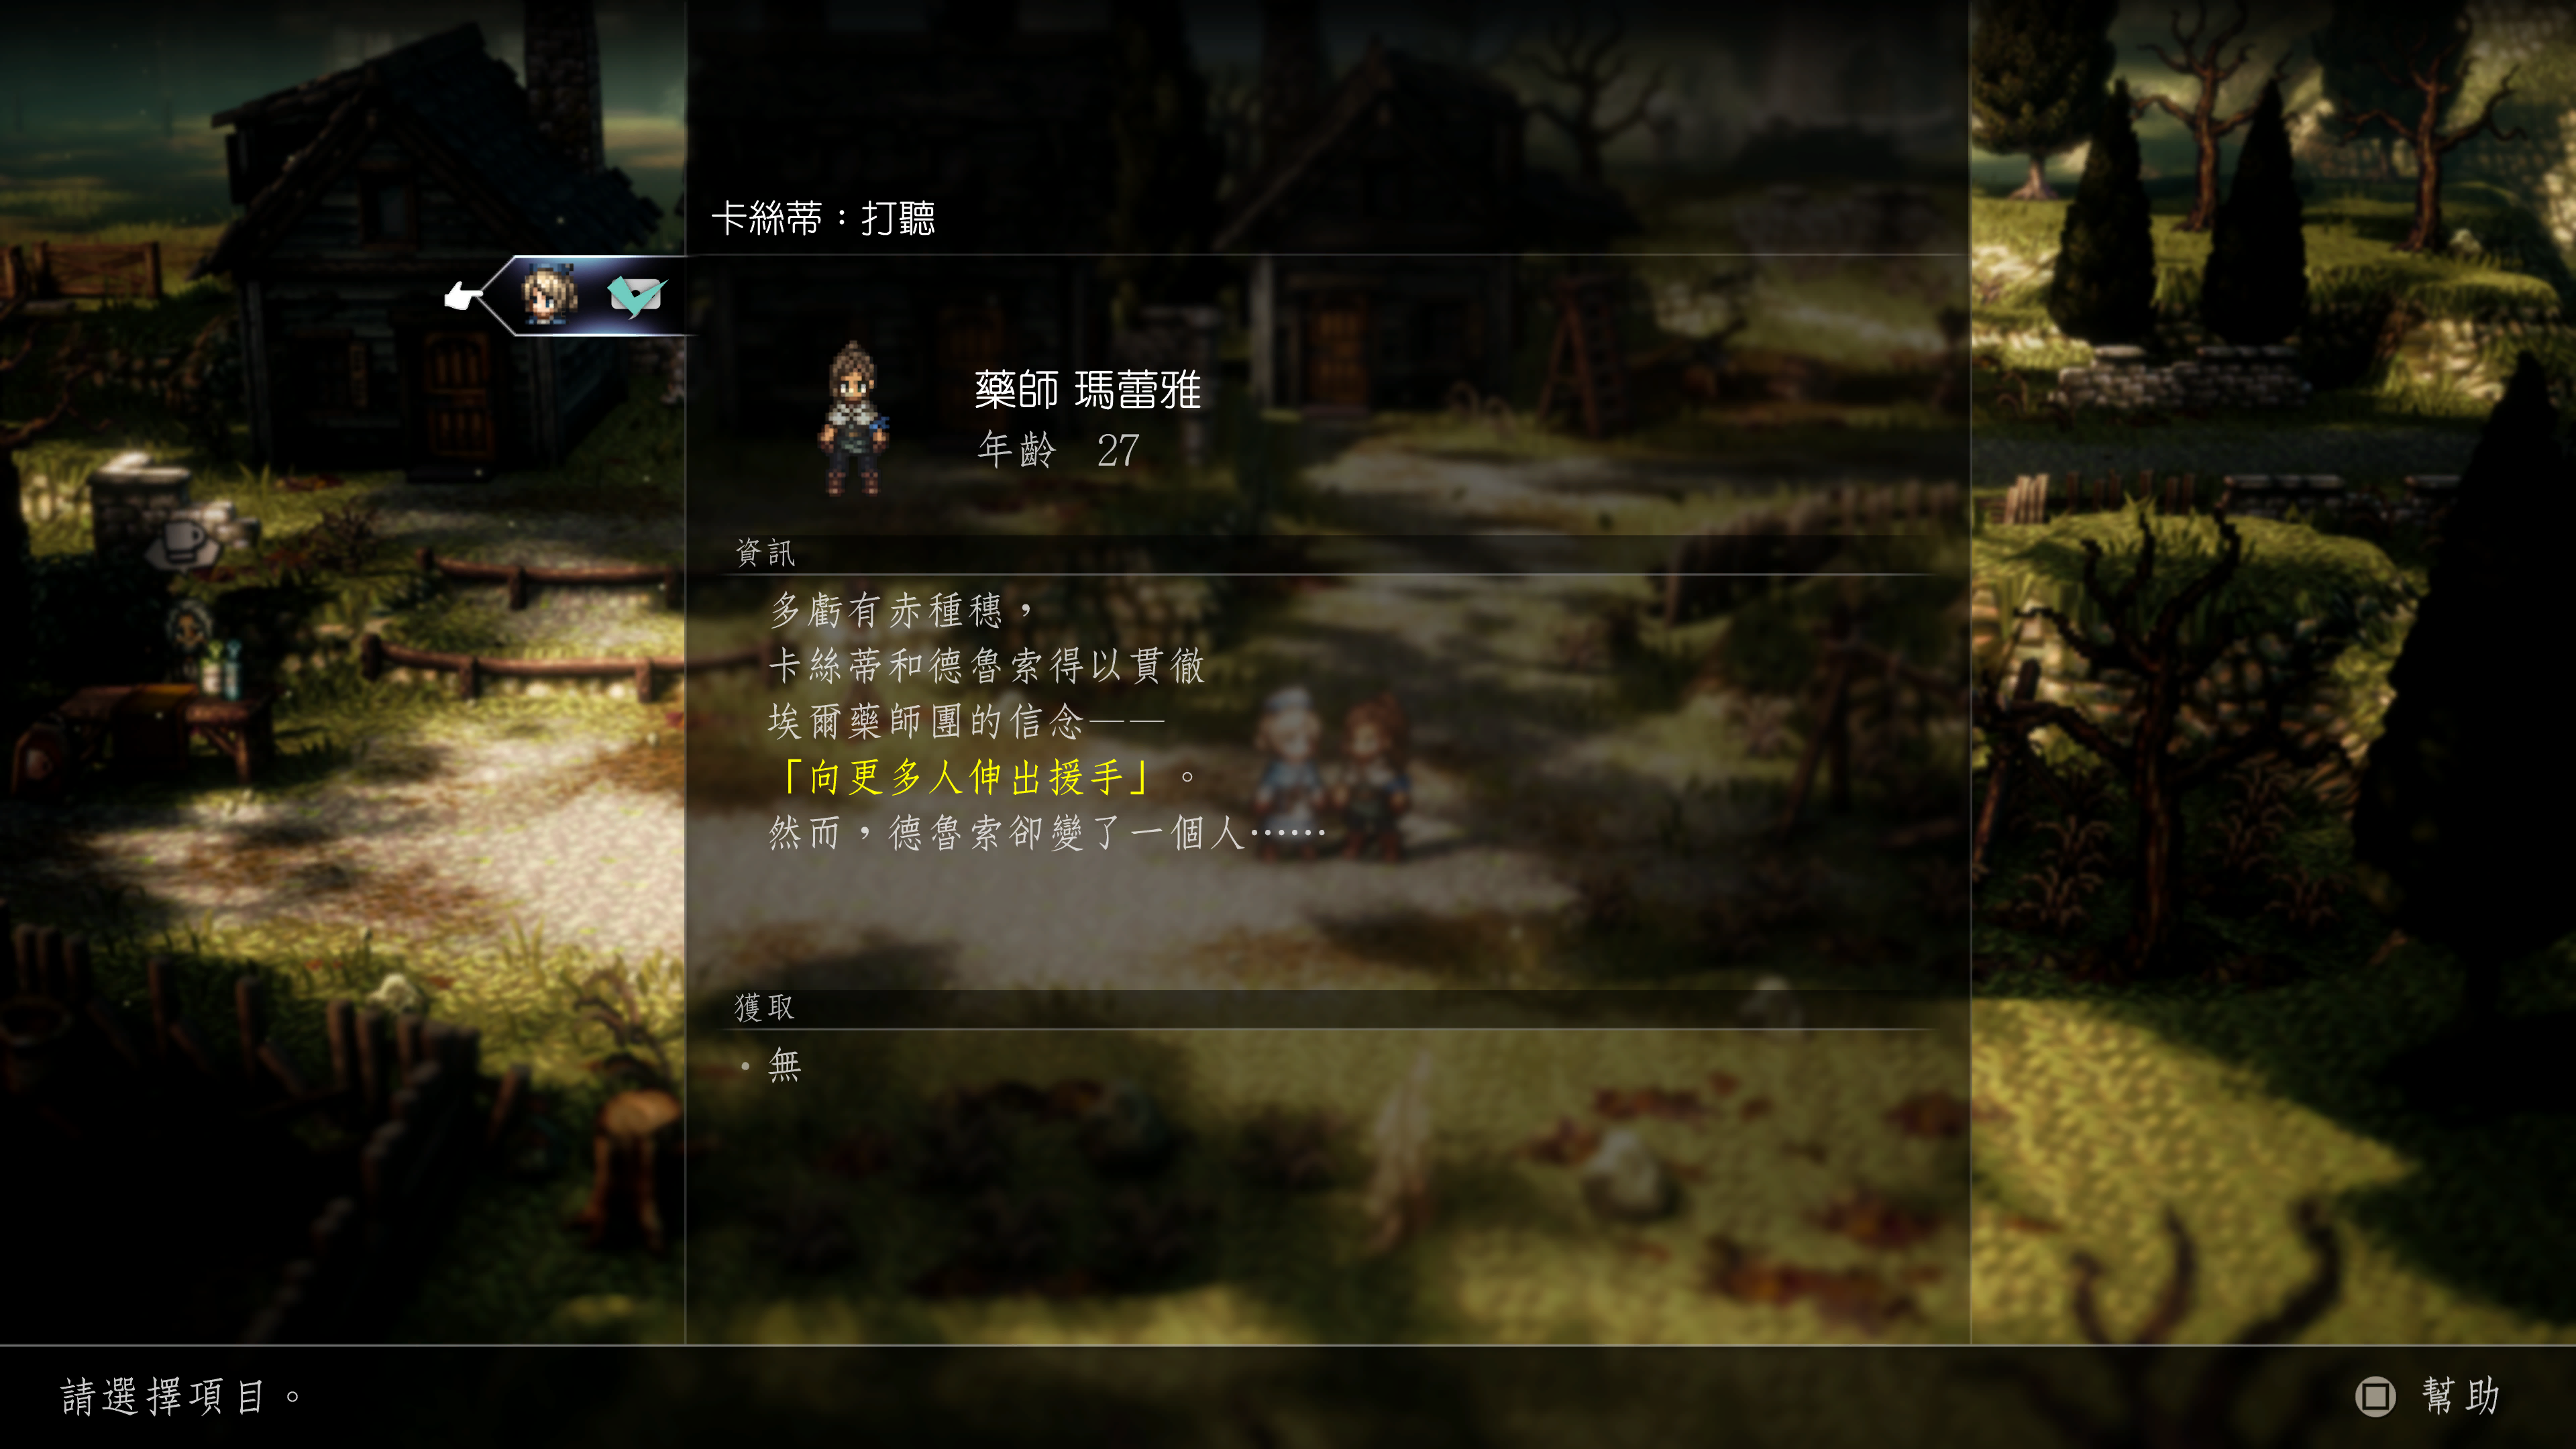 卡絲蒂：打聽
藥師 瑪蕾雅
年齡 27
資訊
多虧有赤種穗，
卡絲蒂和德魯索得以貫徹
埃爾藥師團的信念——
「向更多人伸出援手」。
然而，德魯索卻變了一個人……
獲取
・無
請選擇項目。
幫助